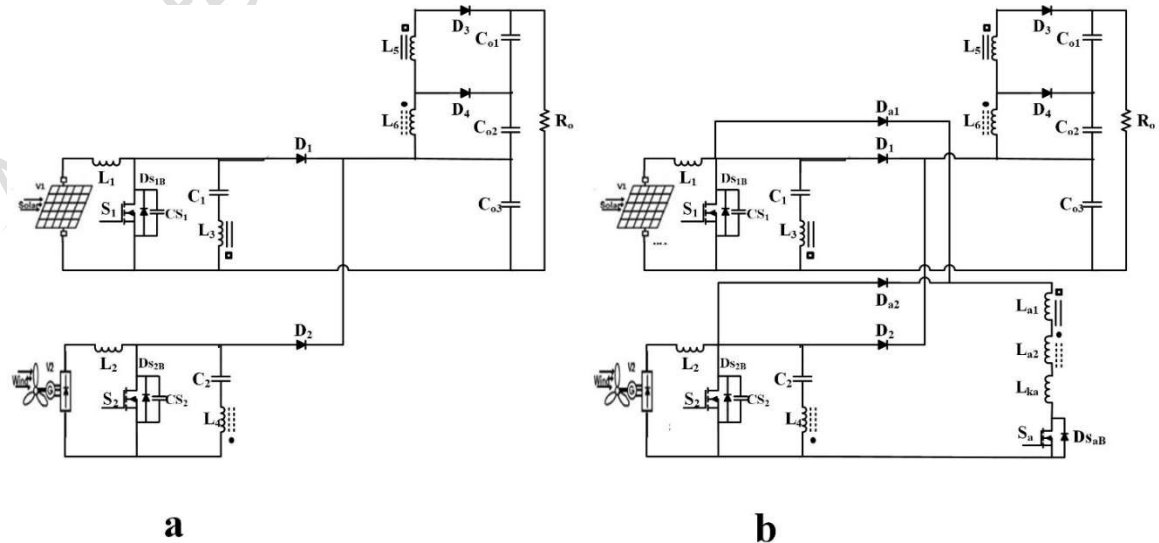 D3
L5
Co1
D4
L6
Co2
Ro
D1
V1
Solar
L1
DS1B
S1
CS1
C1
L3
Co3
D2
V2
Wind
G
L2
DS2B
S2
CS2
C2
L4
a
D3
L5
Co1
D4
L6
Co2
Ro
Da1
D1
V1
Solar
L1
DS1B
S1
CS1
C1
L3
Co3
Da2
D2
V2
Wind
G
L2
DS2B
S2
CS2
C2
L4
La1
La2
Lka
Sa
DSaB
b